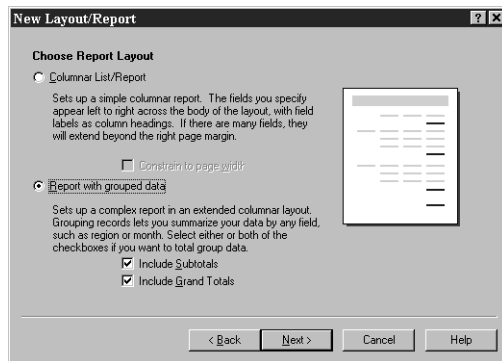 New Layout/Report
Choose Report Layout
Columnar List/Report
Sets up a simple columnar report. The fields you specify
appear left to right across the body of the layout, with field
labels as column headings. If there are many fields, they
will extend beyond the right page margin.
Constrain to page width
Report with grouped data
Sets up a complex report in an extended columnar layout.
Grouping records lets you summarize your data by any field,
such as region or month. Select either or both of the
checkboxes if you want to total group data.
Include Subtotals
Include Grand Totals
< Back Next > Cancel Help